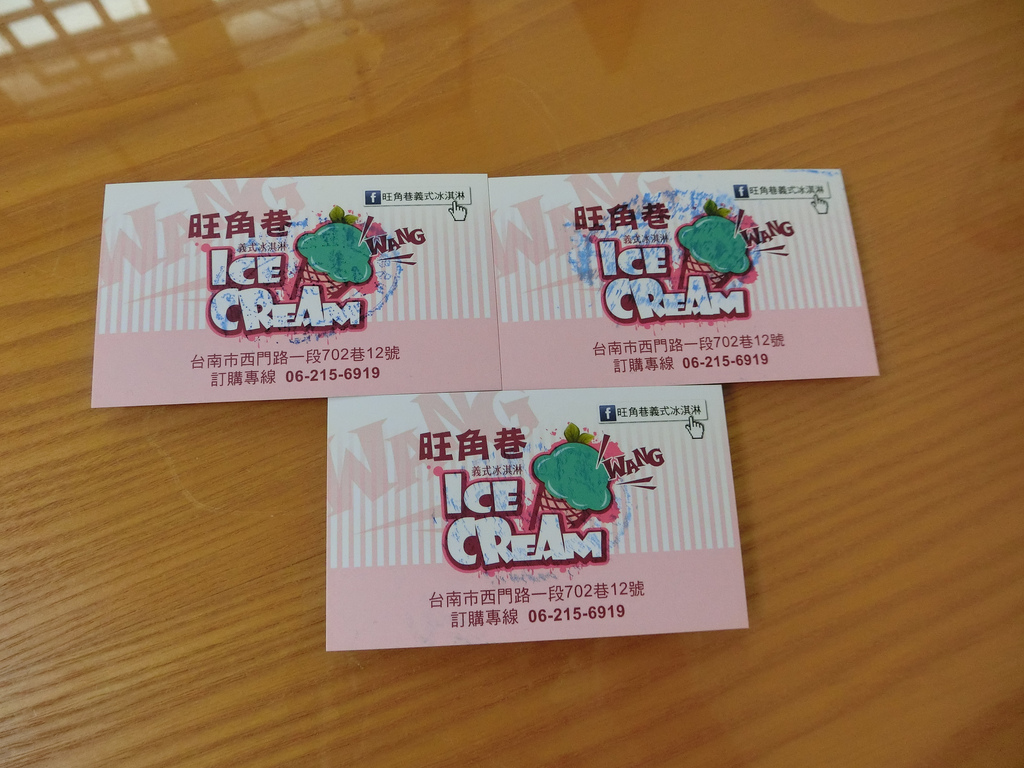 WANG
f 旺角巷義式冰淇淋
旺角巷
WANG
義式冰淇淋
ICE
CREAM
台南市西門路一段702巷12號
訂購專線 06-215-6919
WANG
f 旺角巷義式冰淇淋
旺角巷
WANG
義式冰淇淋
ICE
CREAM
台南市西門路一段702巷12號
訂購專線 06-215-6919
WANG
f 旺角巷義式冰淇淋
旺角巷
WANG
義式冰淇淋
ICE
CREAM
台南市西門路一段702巷12號
訂購專線 06-215-6919